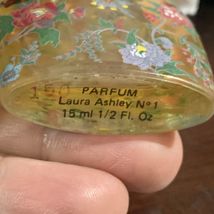 PARFUM
Laura Ashley Nº 1
15 ml 1/2 Fl. Oz